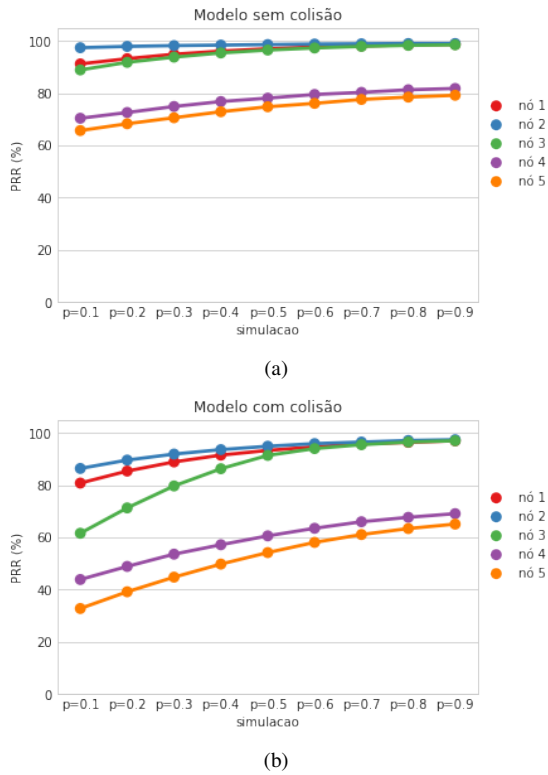 Modelo sem colisão
100
80
60
40
20
0
PRR (%)
p=0.1 p=0.2 p=0.3 p=0.4 p=0.5 p=0.6 p=0.7 p=0.8 p=0.9
simulacao
nó 1
nó 2
nó 3
nó 4
nó 5
(a)
Modelo com colisão
100
80
60
40
20
0
PRR (%)
p=0.1 p=0.2 p=0.3 p=0.4 p=0.5 p=0.6 p=0.7 p=0.8 p=0.9
simulacao
nó 1
nó 2
nó 3
nó 4
nó 5
(b)